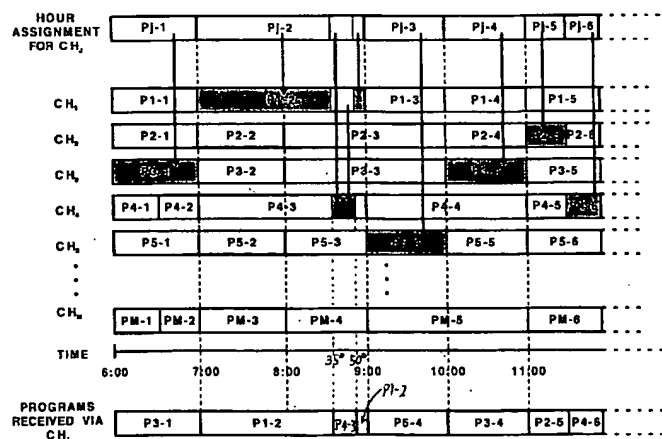 HOUR ASSIGNMENT FOR CHJ
PJ-1 PJ-2 PJ-3 PJ-4 PJ-5 PJ-6
CH₁ P1-1 P1-3 P1-4 P1-5
CH₂ P2-1 P2-2 P2-3 P2-4 P2-6
P3-2 P3-3 P3-5
CH₄ P4-1 P4-2 P4-3 P4-4 P4-5
P5-1 P5-2 P5-3 P5-5 P5-6
CHM PM-1 PM-2 PM-3 PM-4 PM-5 PM-6
TIME
6:00 7:00 8:00 35" 50" 9:00 10:00 11:00
P1-2
PROGRAMS RECEIVED VIA CH
P3-1 P1-2 P4-3 P5-4 P3-4 P2-5 P4-6